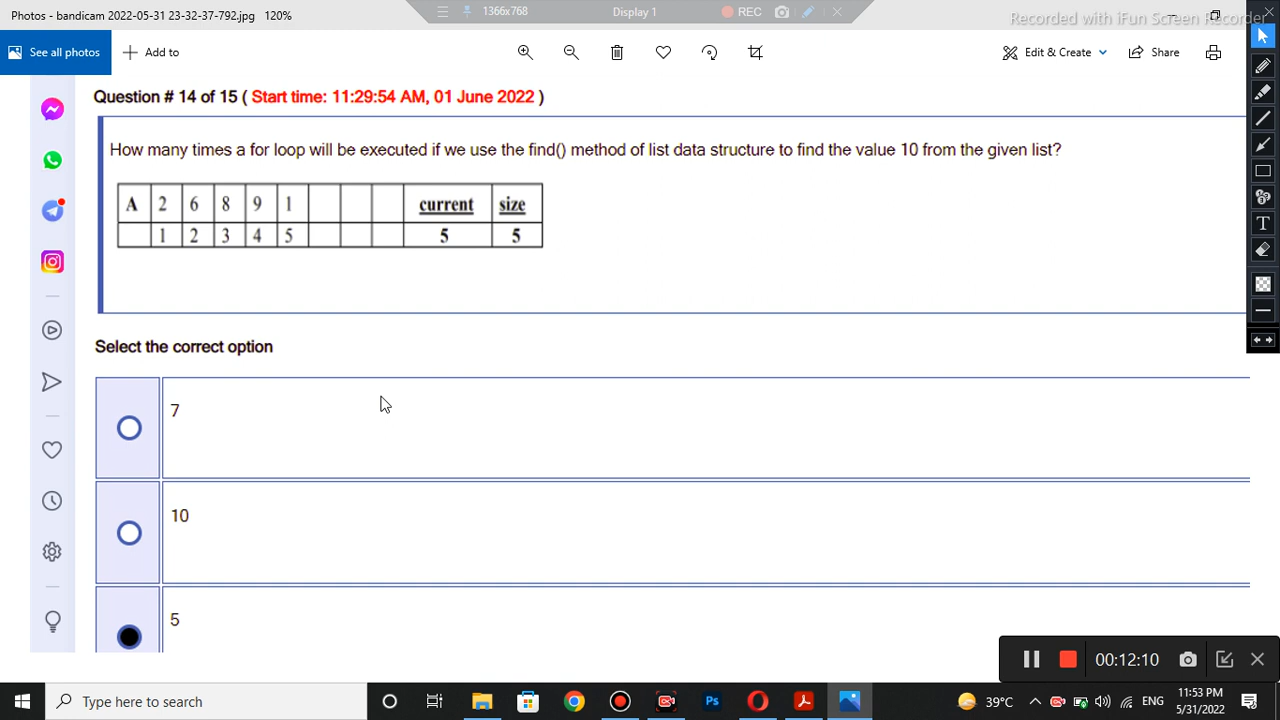 Photos - bandicam 2022-05-31 23-32-37-792.jpg 120%
1366x768 Display 1 REC
Recorded with iFun Screen Recorder
See all photos
Add to
Edit & Create
Share
Question # 14 of 15 ( Start time: 11:29:54 AM, 01 June 2022 )
How many times a for loop will be executed if we use the find() method of list data structure to find the value 10 from the given list?
A 2 6 8 9 1 current size
1 2 3 4 5 5 5
Select the correct option
7
10
5
00:12:10
Type here to search
Ps
39°C
ENG
11:53 PM
5/31/2022